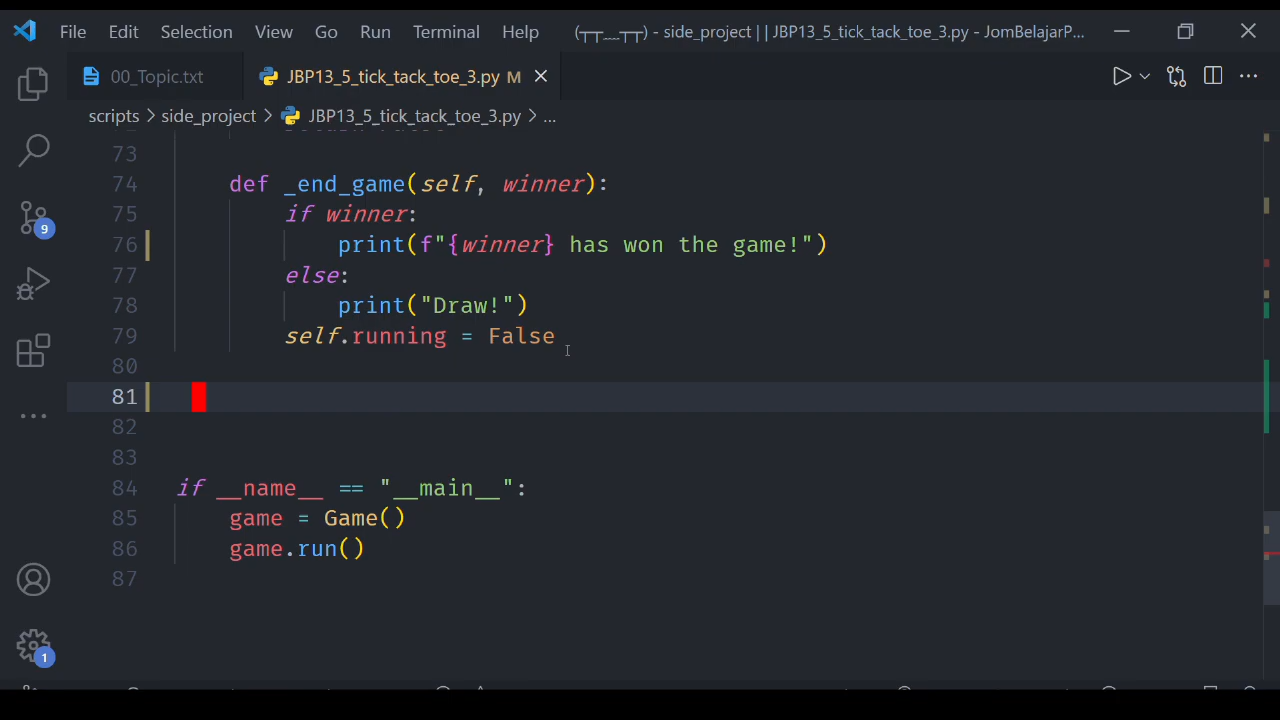 File Edit Selection View Go Run Terminal Help (┬┬﹏┬┬) - side_project | | JBP13_5_tick_tack_toe_3.py - JomBelajarP...
00_Topic.txt JBP13_5_tick_tack_toe_3.py M
scripts > side_project > JBP13_5_tick_tack_toe_3.py > ...
73
74 def _end_game(self, winner):
75 if winner:
76 print(f"{winner} has won the game!")
77 else:
78 print("Draw!")
79 self.running = False
80
81
82
83
84 if __name__ == "__main__":
85 game = Game()
86 game.run()
87
9
1